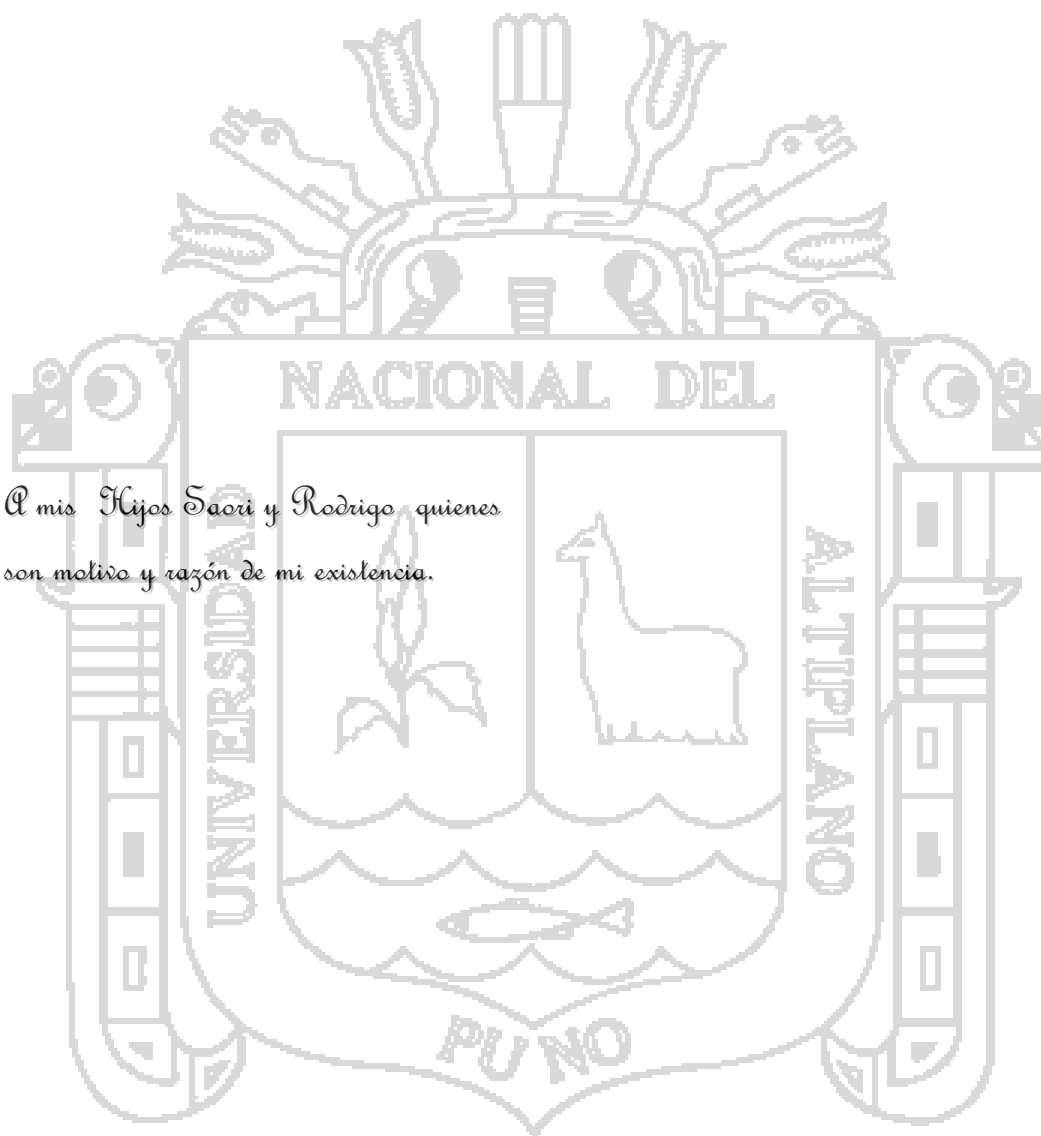 NACIONAL DEL
A mis Hijos Saori y Rodrigo quienes
son motivo y razón de mi existencia.
UNIVERSIDAD
ALTIPLANO
PUNO